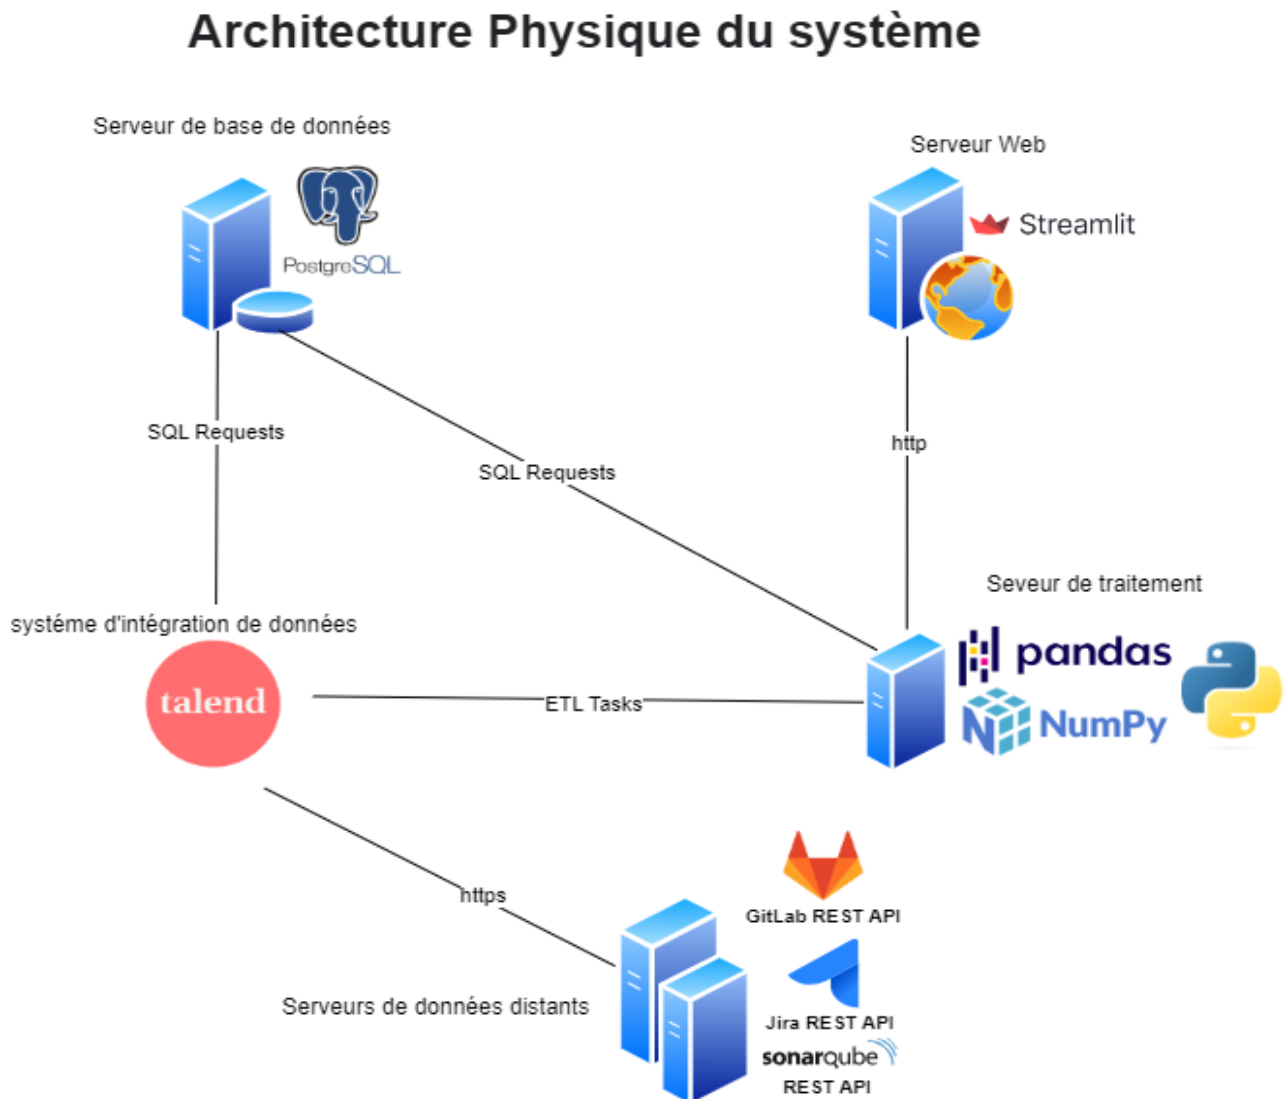 Architecture Physique du système
Serveur de base de données
Serveur Web
PostgreSQL
Streamlit
SQL Requests
http
SQL Requests
Seveur de traitement
systéme d'intégration de données
pandas
talend
ETL Tasks
NumPy
https
GitLab REST API
Serveurs de données distants
Jira REST API
sonarqube
REST API